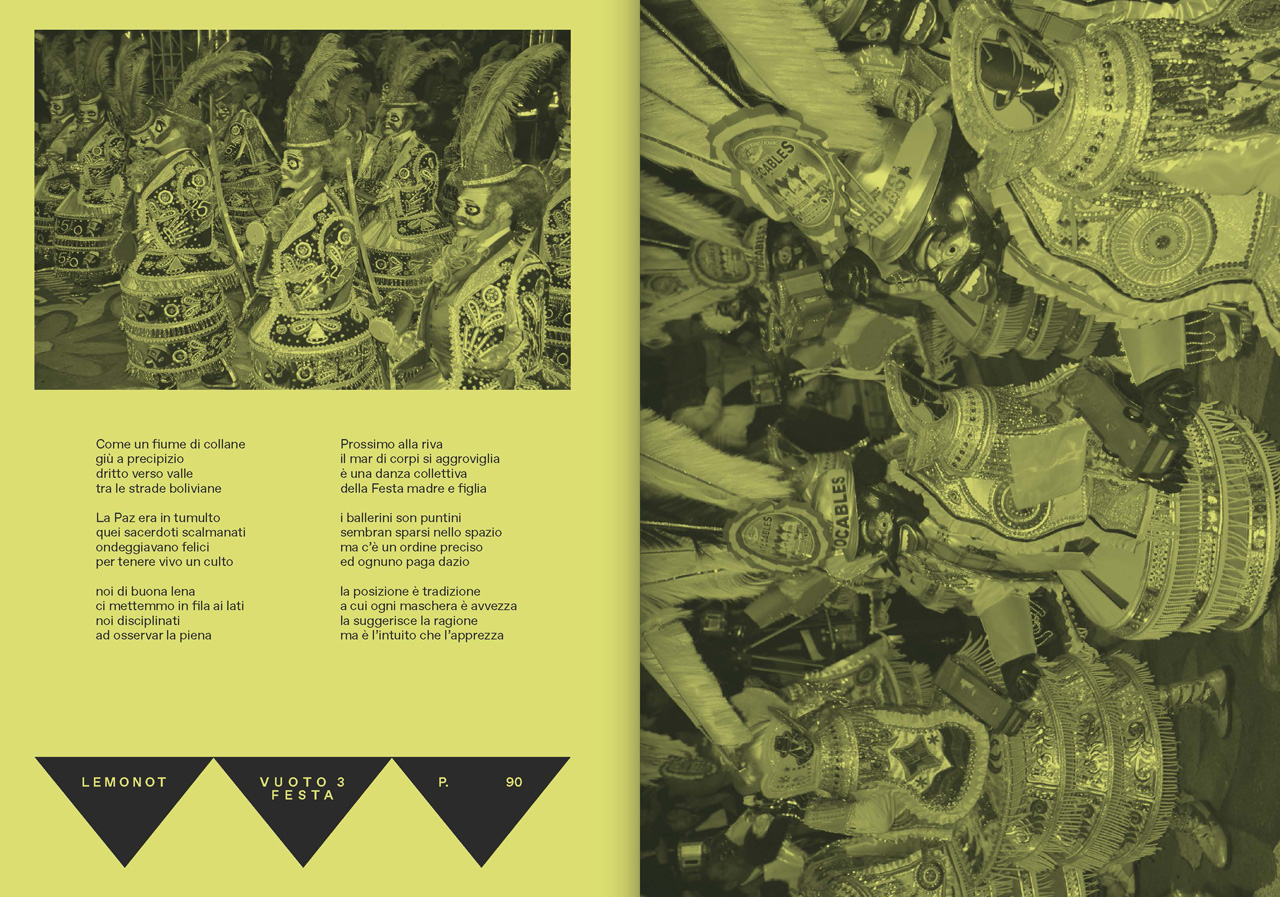 Come un fiume di collane
giù a precipizio
dritto verso valle
tra le strade boliviane
La Paz era in tumulto
quei sacerdoti scalmanati
ondeggiavano felici
per tenere vivo un culto
noi di buona lena
ci mettemmo in fila ai lati
noi disciplinati
ad osservar la piena
Prossimo alla riva
il mar di corpi si aggroviglia
è una danza collettiva
della Festa madre e figlia
i ballerini son puntini
sembran sparsi nello spazio
ma c’è un ordine preciso
ed ognuno paga dazio
la posizione è tradizione
a cui ogni maschera è avvezza
la suggerisce la ragione
ma è l’intuito che l’apprezza
LEMONOT
VUOTO 3
FESTA
P. 90
OCABLES